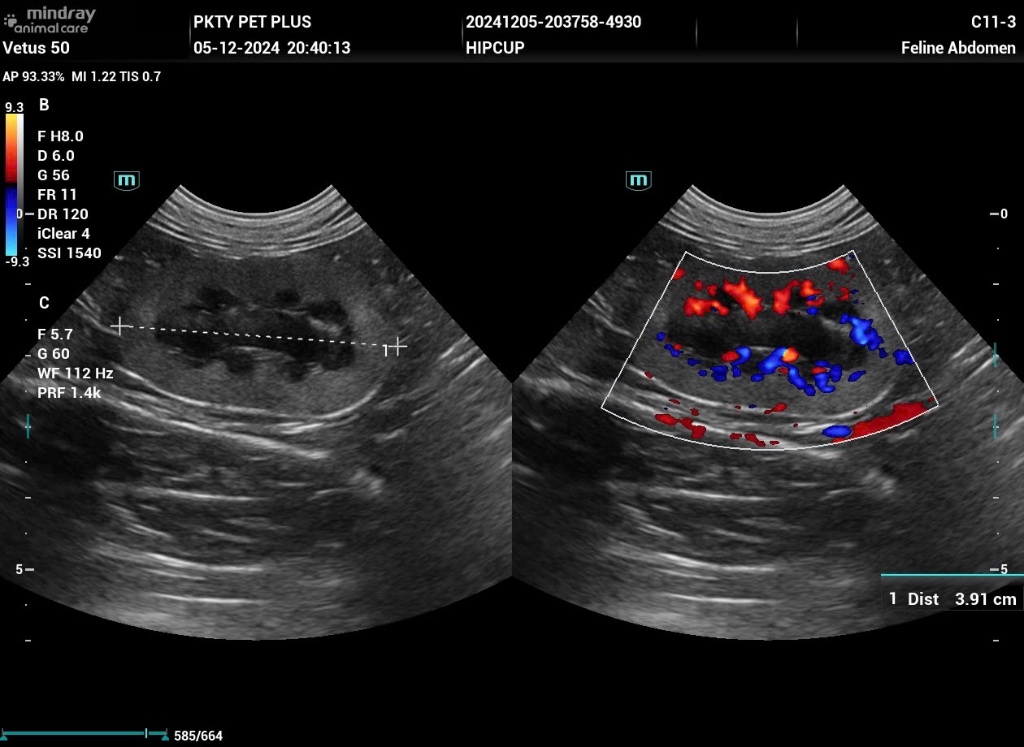 mindray
animal care
Vetus 50
PKTY PET PLUS
05-12-2024 20:40:13
20241205-203758-4930
HIPCUP
C11-3
Feline Abdomen
AP 93.33% MI 1.22 TIS 0.7
9.3
B
F H8.0
D 6.0
G 56
FR 11
DR 120
iClear 4
SSI 1540
0
-9.3
C
F 5.7
G 60
WF 112 Hz
PRF 1.4k
m
m
1
5
0
5
1 Dist 3.91 cm
585/664